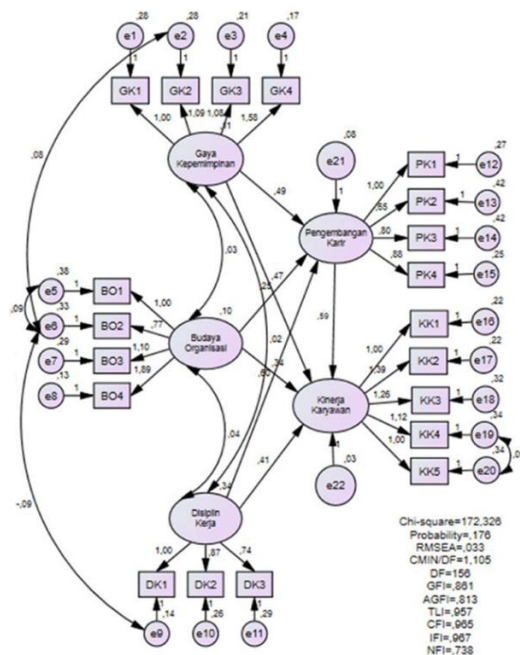 ,28
,28
,21
,17
e1
e2
e3
e4
1
1
1
1
GK1
GK2
GK3
GK4
1,00
1,09
1,08
1,58
Gaya
Kepemimpinan
,08
e21
1
,49
,27
PK1
1
e12
1,00
,42
PK2
1
e13
Pengembangan
Karir
,42
,80
PK3
1
e14
,88
,25
PK4
1
e15
,08
,03
,47
,59
,38
e5
1
BO1
,09
,33
1,00
e6
1
BO2
,77
,10
Budaya
Organisasi
,29
e7
1
BO3
1,10
,13
e8
1
BO4
1,89
,02
,22
KK1
1
e16
1,00
,22
KK2
1
e17
1,39
Kinerja
Karyawan
,32
KK3
1
e18
1,26
,34
KK4
1
e19
1,12
,34
KK5
1
e20
1,00
,04
,41
1
,03
e22
-,09
,34
Disiplin
Kerja
1,00
,87
,74
DK1
DK2
DK3
1
1
1
,14
,26
,29
e9
e10
e11
Chi-square=172,326
Probability=,176
RMSEA=,033
CMIN/DF=1,105
DF=156
GFI=,861
AGFI=,813
TLI=,957
CFI=,965
IFI=,967
NFI=,738